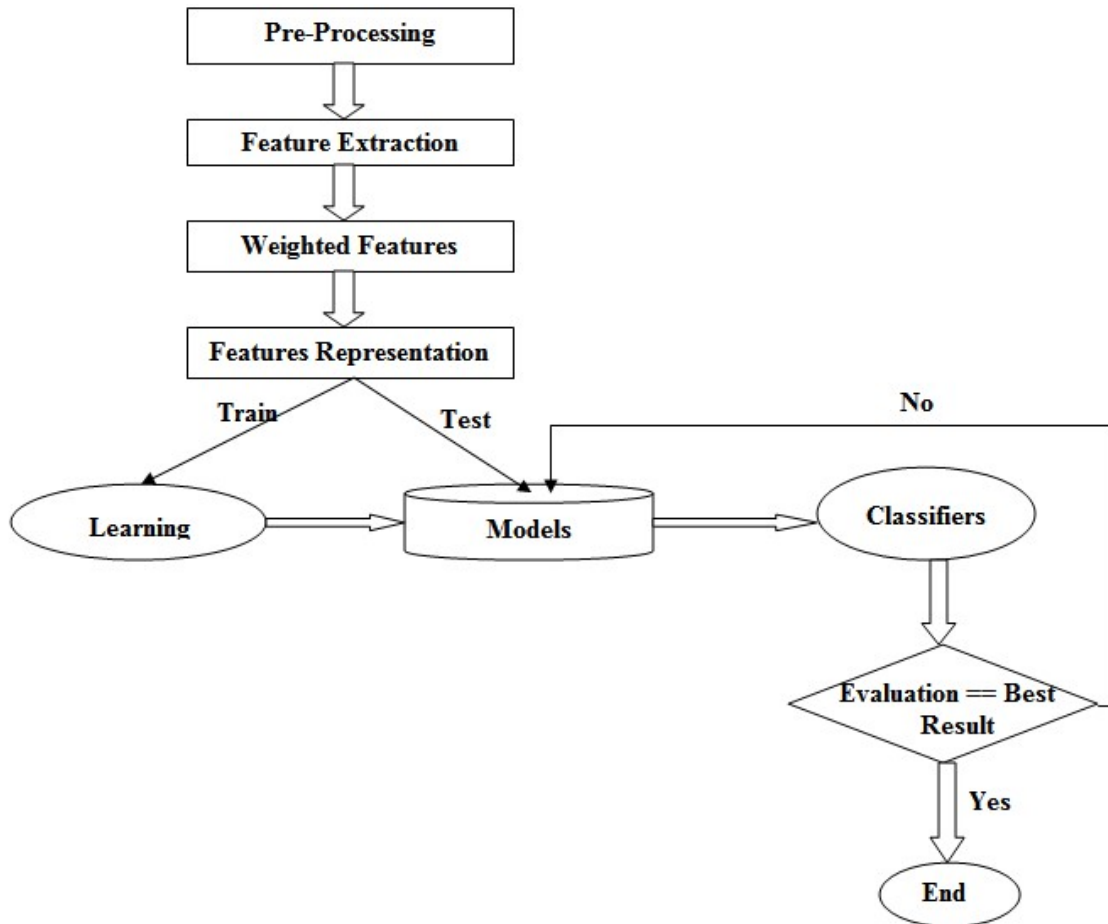 Pre-Processing
Feature Extraction
Weighted Features
Features Representation
Train
Test
No
Learning
Models
Classifiers
Evaluation == Best
Result
Yes
End